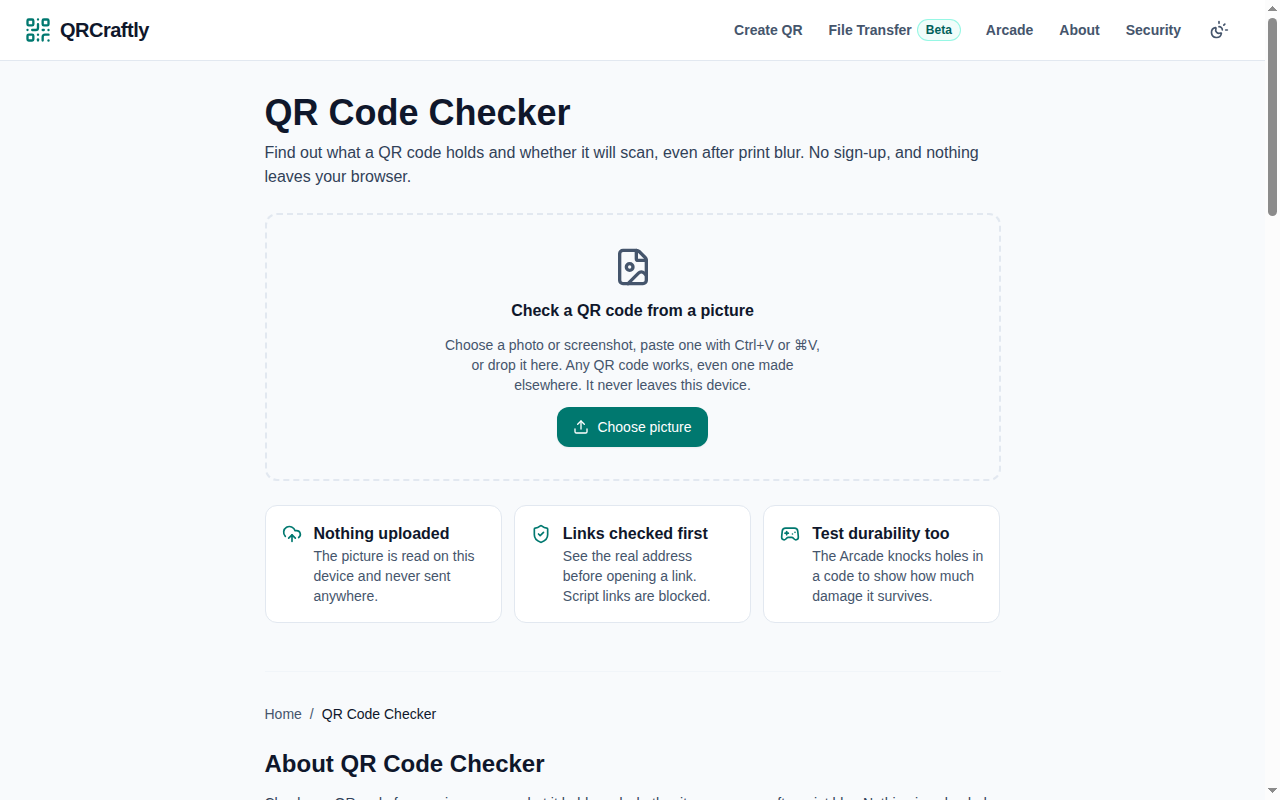 QRCraftly
Create QR
File Transfer Beta
Arcade
About
Security
QR Code Checker
Find out what a QR code holds and whether it will scan, even after print blur. No sign-up, and nothing
leaves your browser.
Check a QR code from a picture
Choose a photo or screenshot, paste one with Ctrl+V or ⌘V,
or drop it here. Any QR code works, even one made
elsewhere. It never leaves this device.
Choose picture
Nothing uploaded
The picture is read on this
device and never sent
anywhere.
Links checked first
See the real address
before opening a link.
Script links are blocked.
Test durability too
The Arcade knocks holes in
a code to show how much
damage it survives.
Home / QR Code Checker
About QR Code Checker